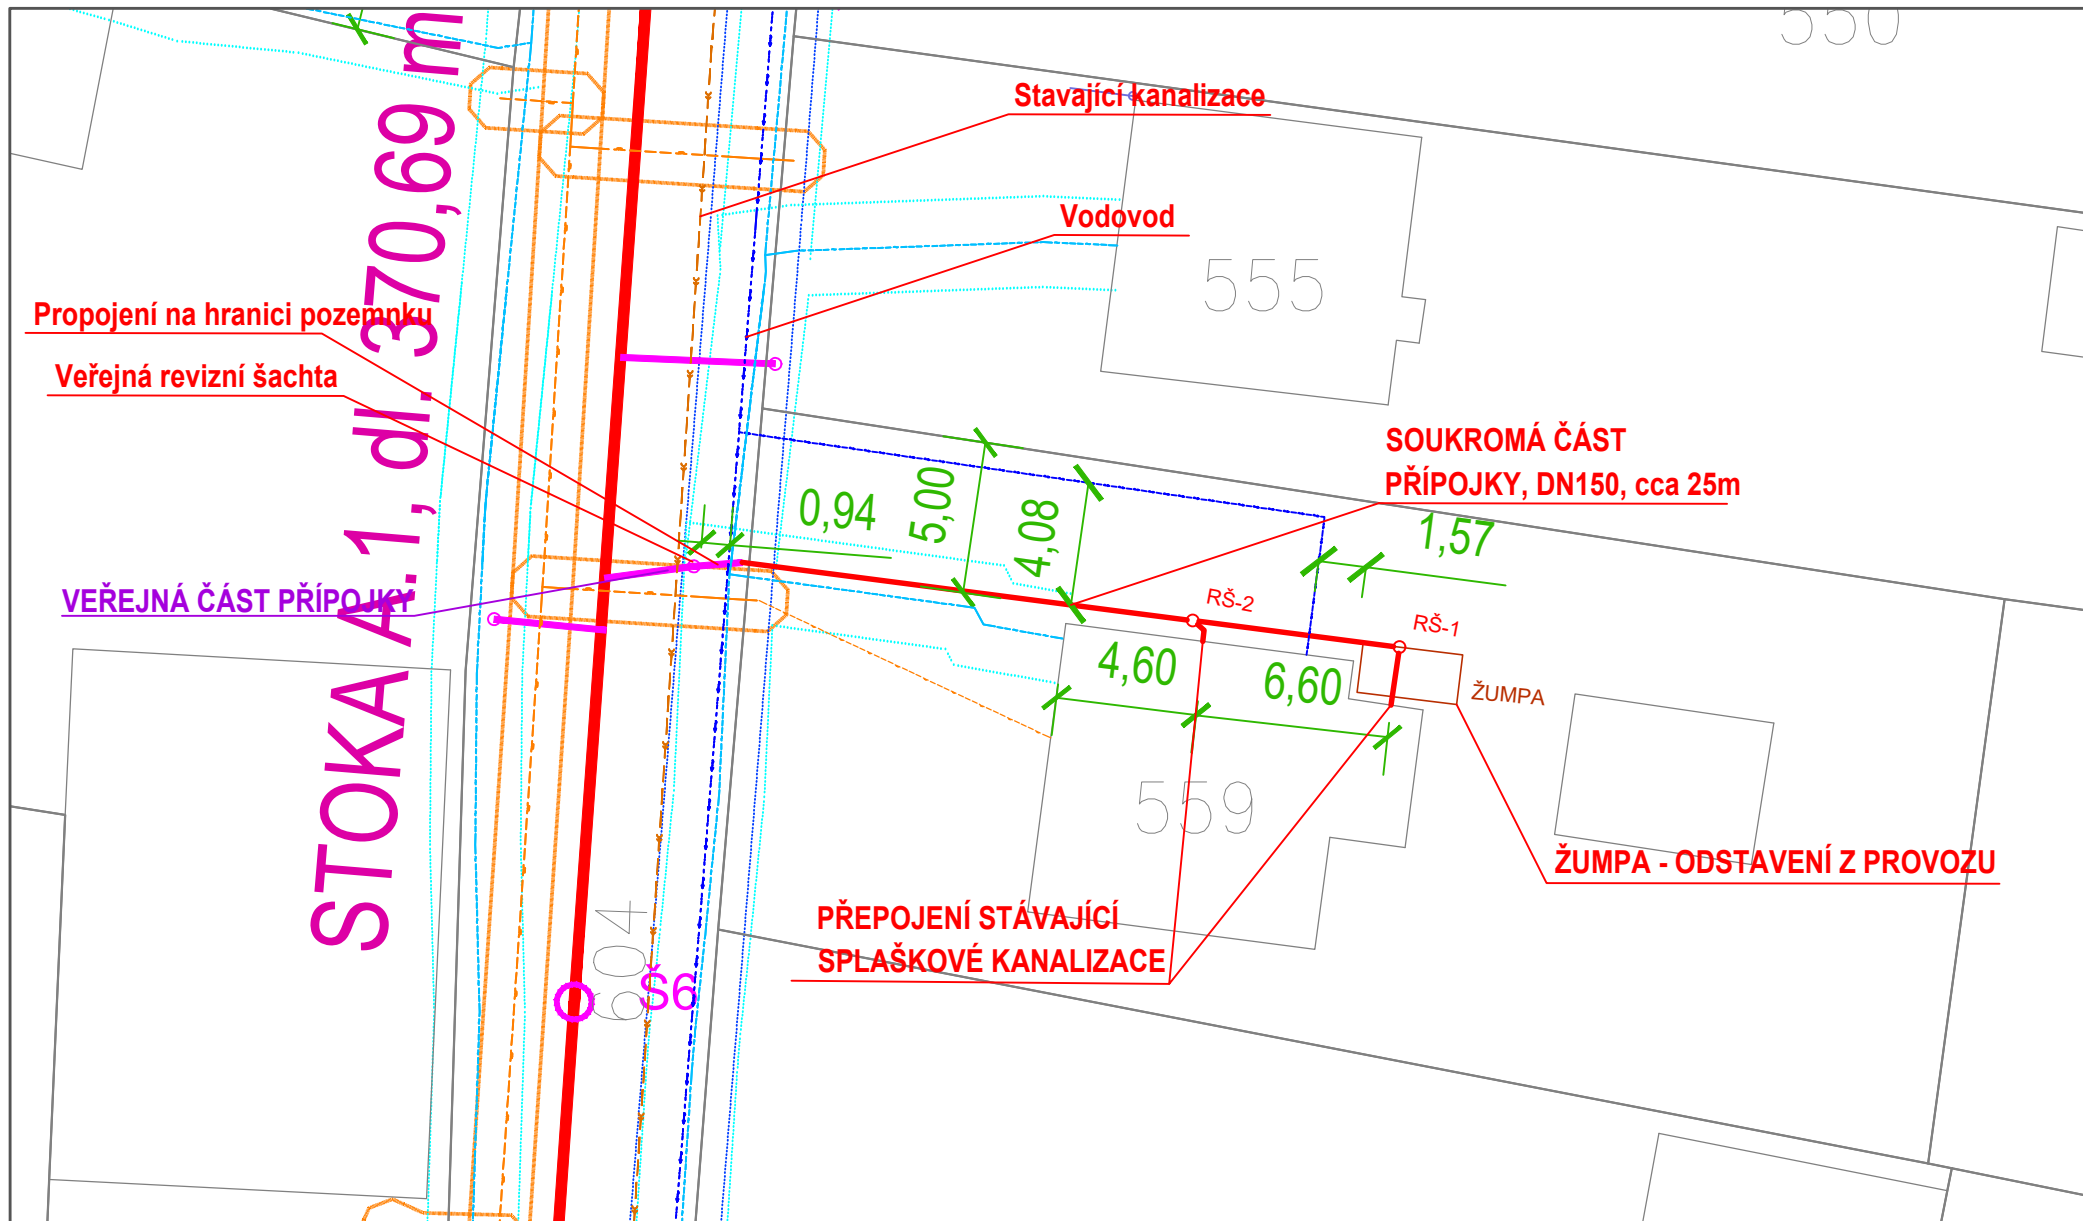 550
Stavající kanalizace
Vodovod
555
Propojení na hranici pozemnku
Veřejná revizní šachta
STOKA A.1, dl. 370,69 m
SOUKROMÁ ČÁST
PŘÍPOJKY, DN150, cca 25m
0,94
5,00
4,08
1,57
VEŘEJNÁ ČÁST PŘÍPOJKY
RŠ-2
RŠ-1
4,60
6,60
ŽUMPA
559
ŽUMPA - ODSTAVENÍ Z PROVOZU
PŘEPOJENÍ STÁVAJÍCÍ
SPLAŠKOVÉ KANALIZACE
604
Š6